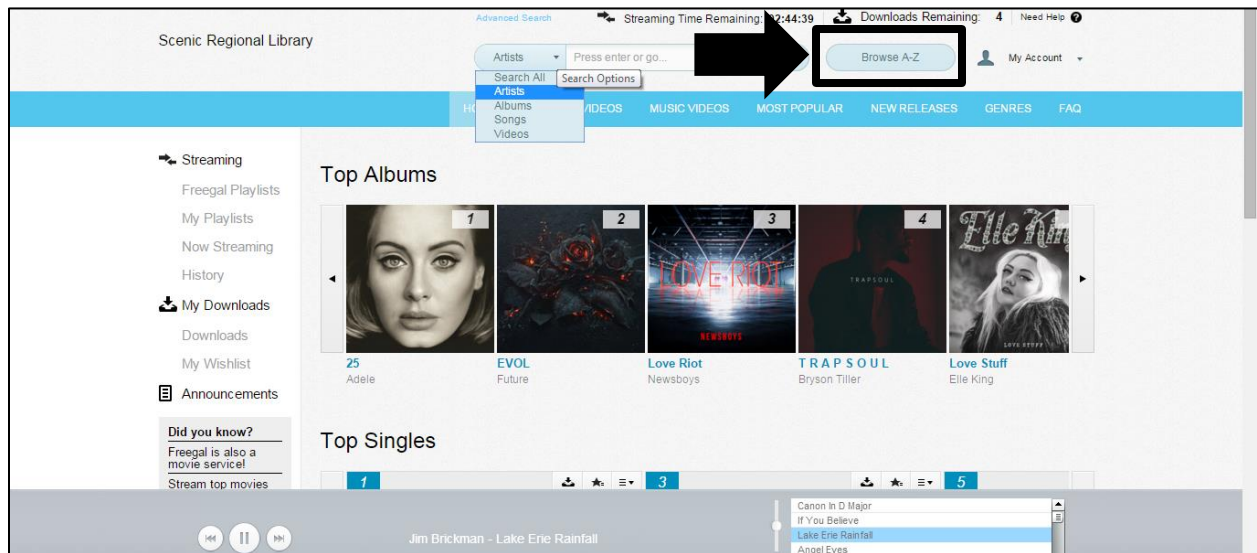 Advanced Search
Streaming Time Remaining: 02:44:39
Downloads Remaining: 4
Need Help ?
Scenic Regional Library
Artists
Press enter or go...
Browse A-Z
My Account
Search All
Search Options
Artists
Albums
Songs
Videos
VIDEOS
MUSIC VIDEOS
MOST POPULAR
NEW RELEASES
GENRES
FAQ
Streaming
Freegal Playlists
My Playlists
Now Streaming
History
My Downloads
Downloads
My Wishlist
Announcements
Did you know?
Freegal is also a
movie service!
Stream top movies
Top Albums
1
2
3
4
LOVE RIOT
NEWSBOYS
TRAPSOUL
Elle King
LOVE STUFF
25
Adele
EVOL
Future
Love Riot
Newsboys
T R A P S O U L
Bryson Tiller
Love Stuff
Elle King
Top Singles
1
3
5
Jim Brickman - Lake Erie Rainfall
Canon In D Major
If You Believe
Lake Erie Rainfall
Angel Eyes